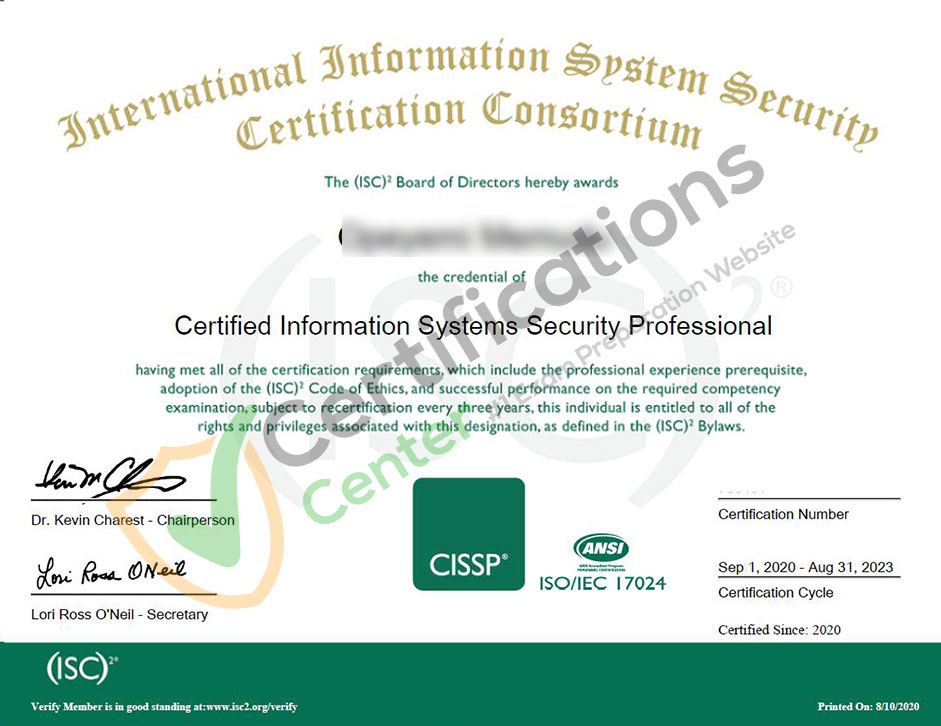 International Information System Security
Certification Consortium
The (ISC)² Board of Directors hereby awards
the credential of
Certified Information Systems Security Professional
having met all of the certification requirements, which include the professional experience prerequisite,
adoption of the (ISC)² Code of Ethics, and successful performance on the required competency
examination, subject to recertification every three years, this individual is entitled to all of the
rights and privileges associated with this designation, as defined in the (ISC)² Bylaws.
Certifications
Center
#1 Exam Preparation Website
(ISC)²®
Dr. Kevin Charest - Chairperson
Lori Ross O'Neil
Lori Ross O'Neil - Secretary
CISSP®
ANSI
ISO/IEC 17024
Certification Number
Sep 1, 2020 - Aug 31, 2023
Certification Cycle
Certified Since: 2020
(ISC)²®
Verify Member is in good standing at:www.isc2.org/verify
Printed On: 8/10/2020